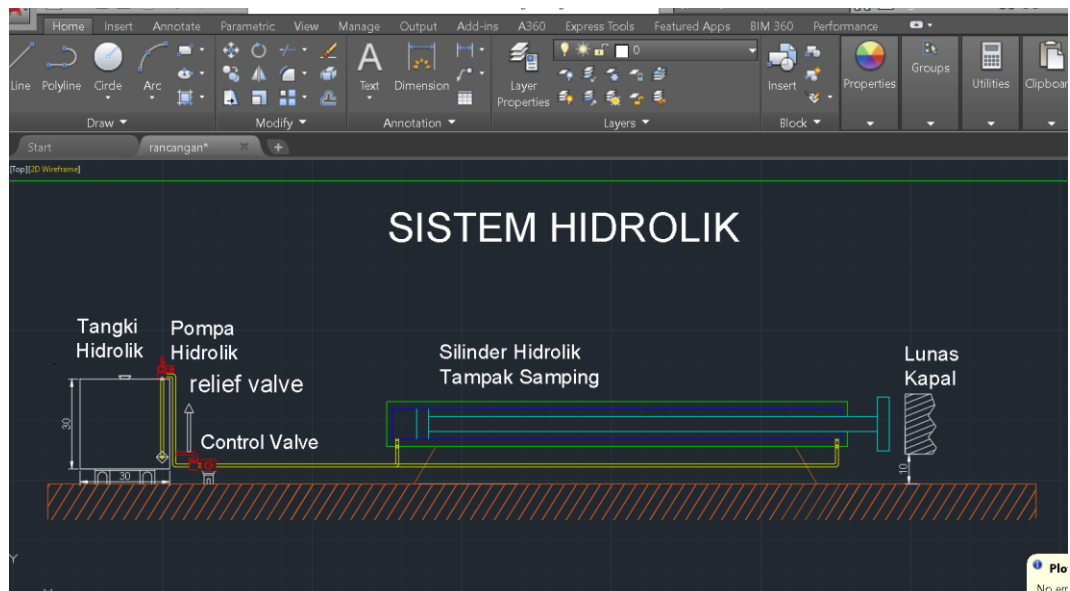 Home Insert Annotate Parametric View Manage Output Add-ins A360 Express Tools Featured Apps BIM 360 Performance
Line Polyline Circle Arc
Text Dimension
Layer Properties
0
Insert
Properties
Groups
Utilities
Clipboar
Draw Modify Annotation Layers Block
Start rancangan*
[Top][2D Wireframe]
SISTEM HIDROLIK
Tangki
Hidrolik
Pompa
Hidrolik
relief valve
Control Valve
30
30
Silinder Hidrolik
Tampak Samping
Lunas
Kapal
10
Y
Plo